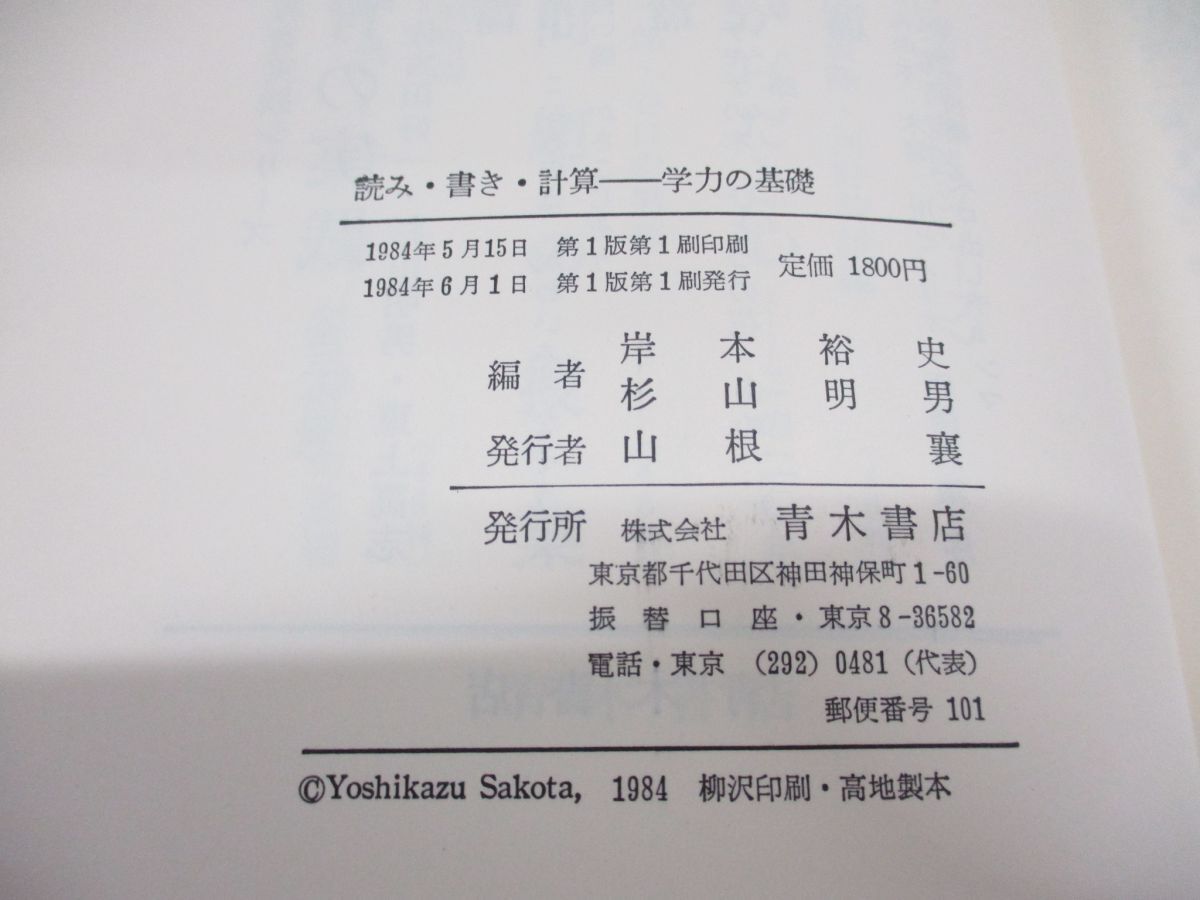 読み・書き・計算――学力の基礎
1984年5月15日 第1版第1刷印刷
1984年6月1日 第1版第1刷発行
定価 1800円
編者 岸本裕史
杉山明男
発行者 山根襄
発行所 株式会社 青木書店
東京都千代田区神田神保町1-60
振替口座・東京8-36582
電話・東京 (292) 0481 (代表)
郵便番号 101
©Yoshikazu Sakota, 1984 柳沢印刷・高地製本